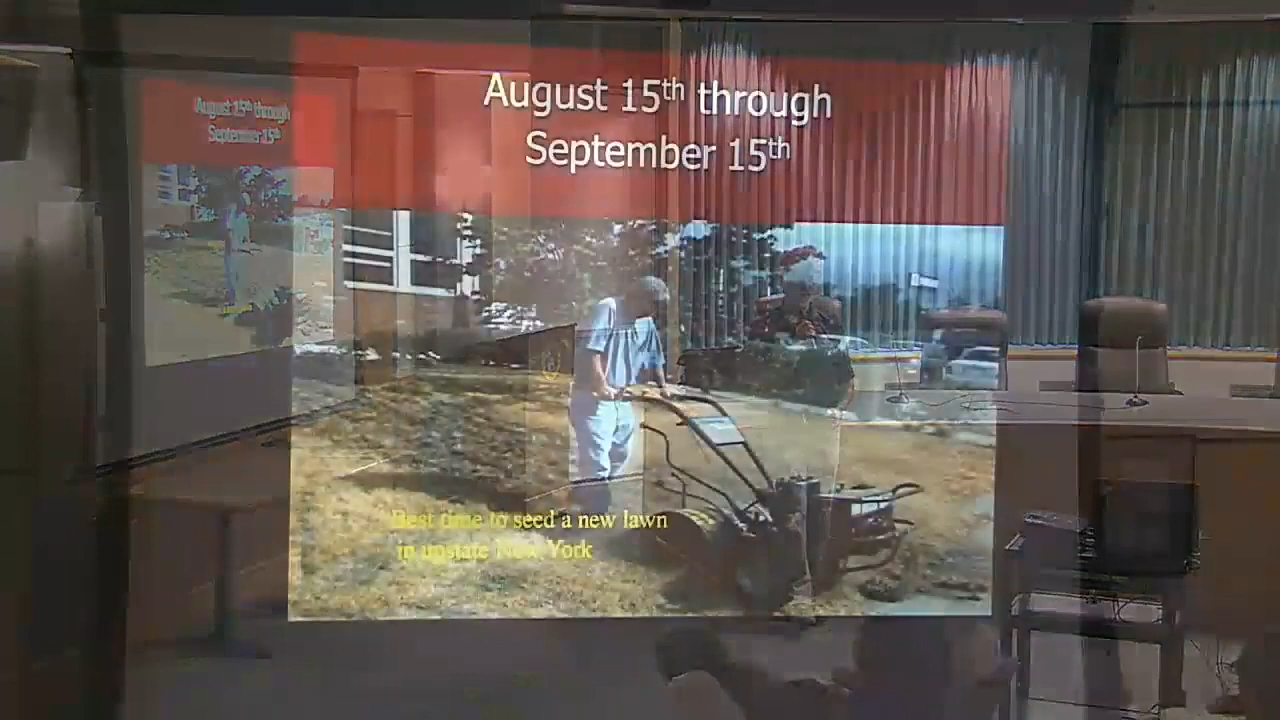 August 15th through
September 15th
August 15th through
September 15th
Best time to seed a new lawn
in upstate New York